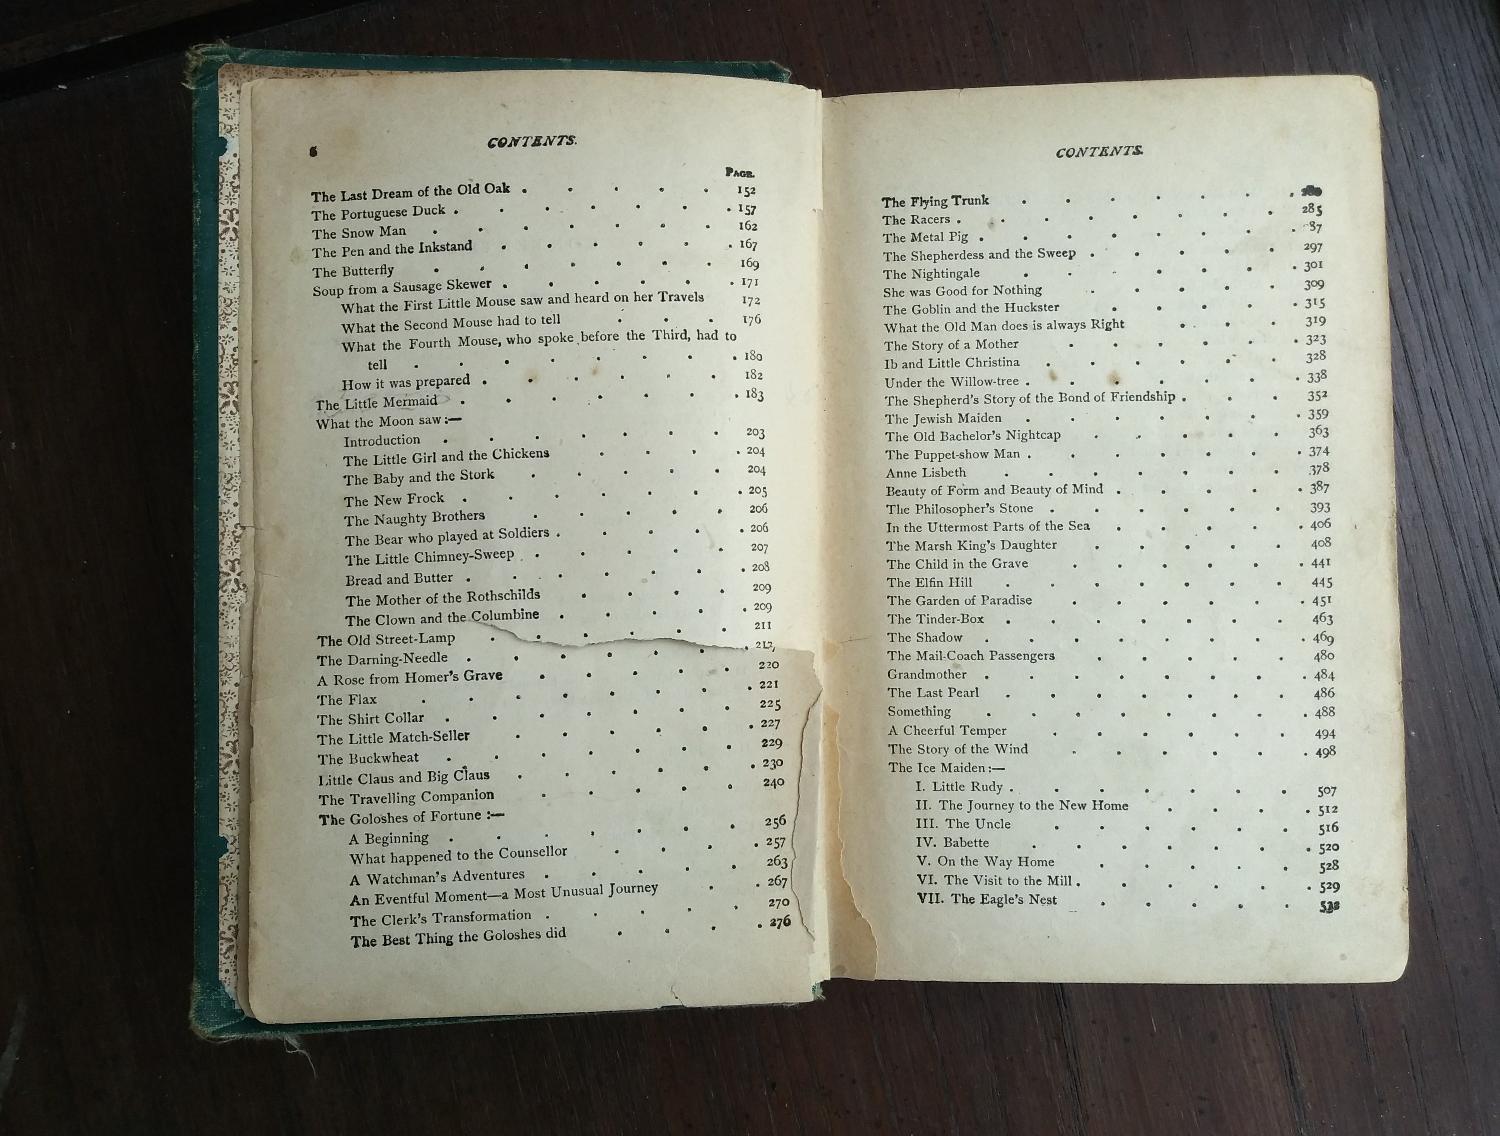 6
CONTENTS.
PAGE.
The Last Dream of the Old Oak . . . . . 152
The Portuguese Duck . . . . . . . 157
The Snow Man . . . . . . . 162
The Pen and the Inkstand . . . . . . 167
The Butterfly . . . . . . . 169
Soup from a Sausage Skewer . . . . . . 171
What the First Little Mouse saw and heard on her Travels 172
What the Second Mouse had to tell . . . 176
What the Fourth Mouse, who spoke before the Third, had to
tell . . . . . . . . 180
How it was prepared . . . . . . 182
The Little Mermaid . . . . . . . 183
What the Moon saw:—
Introduction . . . . . . . 203
The Little Girl and the Chickens . . . . 204
The Baby and the Stork . . . . . 204
The New Frock . . . . . . . 205
The Naughty Brothers . . . . . 206
The Bear who played at Soldiers . . . . . 206
The Little Chimney-Sweep . . . . . 207
Bread and Butter . . . . . . . 208
The Mother of the Rothschilds . . . . 209
The Clown and the Columbine . . . . . 209
The Old Street-Lamp . . . . . . 211
The Darning-Needle . . . . . . .
A Rose from Homer's Grave . . . . . 220
The Flax . . . . . . . . 221
The Shirt Collar . . . . . . . 225
The Little Match-Seller . . . . . . 227
The Buckwheat . . . . . . . 229
Little Claus and Big Claus . . . . . . 230
The Travelling Companion . . . . . 240
The Goloshes of Fortune :—
A Beginning . . . . . . . 256
What happened to the Counsellor . . . . 257
A Watchman's Adventures . . . . . 263
An Eventful Moment—a Most Unusual Journey . . 267
The Clerk's Transformation . . . . . 270
The Best Thing the Goloshes did . . . . 276
CONTENTS.
The Flying Trunk . . . . . . .
The Racers . . . . . . . . 285
The Metal Pig . . . . . . . . 87
The Shepherdess and the Sweep . . . . . 297
The Nightingale . . . . . . . 301
She was Good for Nothing . . . . . 309
The Goblin and the Huckster . . . . . 315
What the Old Man does is always Right . . . 319
The Story of a Mother . . . . . . 323
Ib and Little Christina . . . . . . 328
Under the Willow-tree . . . . . . . 338
The Shepherd's Story of the Bond of Friendship . . . 352
The Jewish Maiden . . . . . . . 359
The Old Bachelor's Nightcap . . . . . 363
The Puppet-show Man . . . . . . . 374
Anne Lisbeth . . . . . . . 378
Beauty of Form and Beauty of Mind . . . . . 387
The Philosopher's Stone . . . . . . 393
In the Uttermost Parts of the Sea . . . . . 406
The Marsh King's Daughter . . . . . 408
The Child in the Grave . . . . . . 441
The Elfin Hill . . . . . . . 445
The Garden of Paradise . . . . . . 451
The Tinder-Box . . . . . . . 463
The Shadow . . . . . . . . 469
The Mail-Coach Passengers . . . . . 480
Grandmother . . . . . . . . 484
The Last Pearl . . . . . . . 486
Something . . . . . . . . 488
A Cheerful Temper . . . . . . 494
The Story of the Wind . . . . . . 498
The Ice Maiden :—
I. Little Rudy . . . . . . . 507
II. The Journey to the New Home . . . . 512
III. The Uncle . . . . . . 516
IV. Babette . . . . . . . 520
V. On the Way Home . . . . . 528
VI. The Visit to the Mill . . . . . . 529
VII. The Eagle's Nest . . . . .